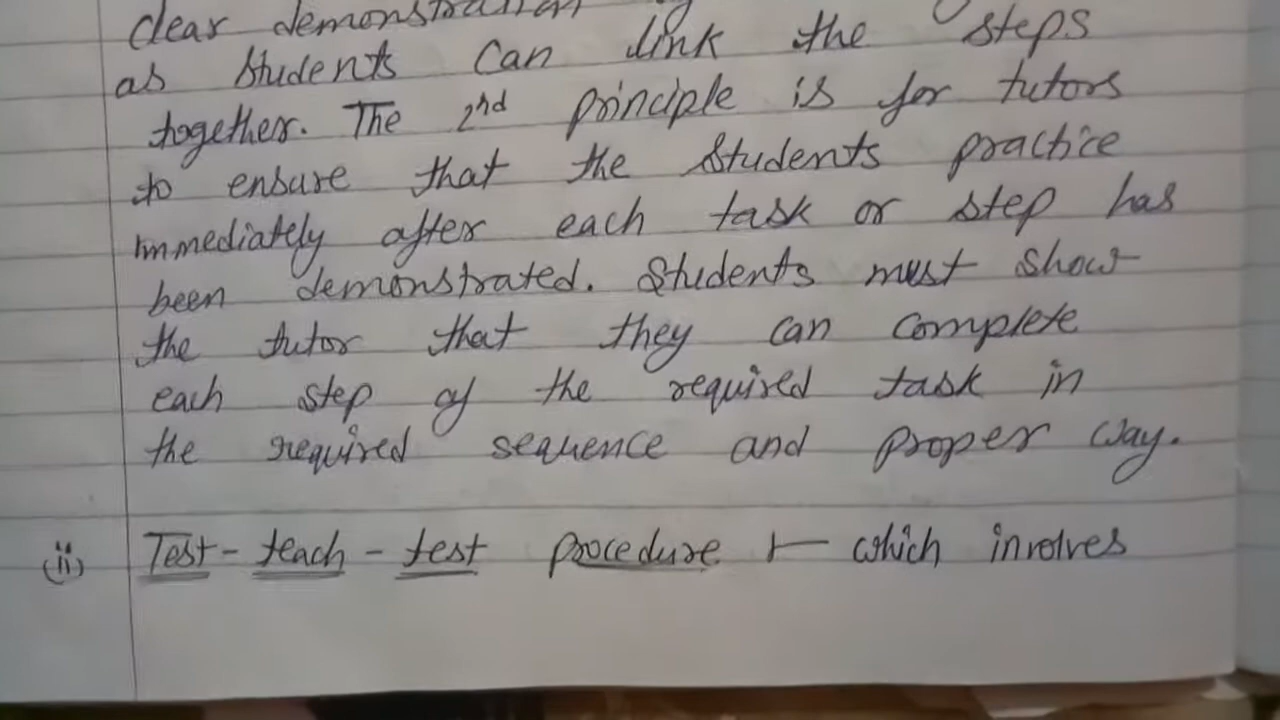 clear demonstration
as students can link the steps
together. The 2nd principle is for tutors
to ensure that the students practice
immediately after each task or step has
been demonstrated. Students must show
the tutor that they can complete
each step of the required task in
the required sequence and proper way.
(ii) Test - teach - test procedure :- which involves